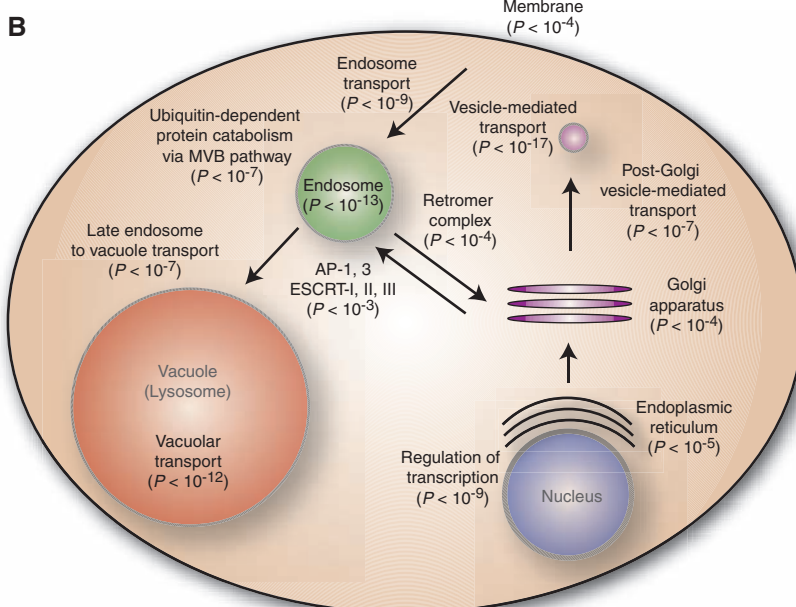 B
Membrane
(P < 10-4)
Endosome
transport
(P < 10-9)
Vesicle-mediated
transport
(P < 10-17)
Ubiquitin-dependent
protein catabolism
via MVB pathway
(P < 10-7)
Post-Golgi
vesicle-mediated
transport
(P < 10-7)
Endosome
(P < 10-13)
Retromer
complex
(P < 10-4)
Late endosome
to vacuole transport
(P < 10-7)
AP-1, 3
ESCRT-I, II, III
(P < 10-3)
Golgi
apparatus
(P < 10-4)
Vacuole
(Lysosome)
Vacuolar
transport
(P < 10-12)
Endoplasmic
reticulum
(P < 10-5)
Regulation of
transcription
(P < 10-9)
Nucleus